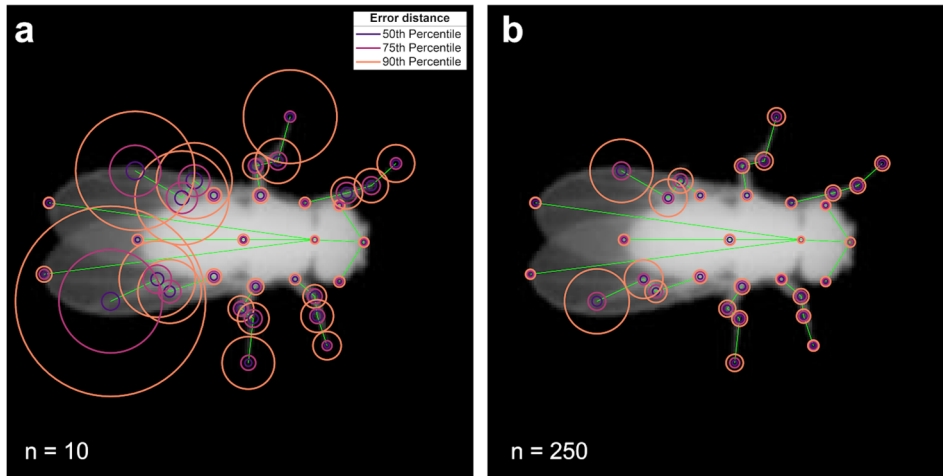 a
Error distance
50th Percentile
75th Percentile
90th Percentile
n = 10
b
n = 250